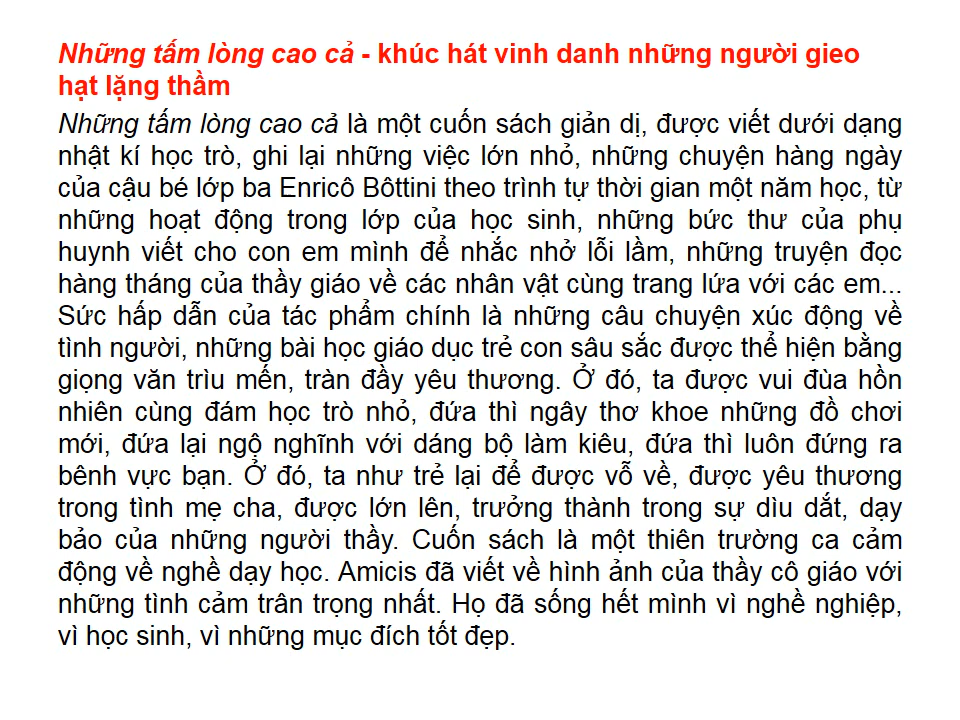 Những tấm lòng cao cả - khúc hát vinh danh những người gieo
hạt lặng thầm
Những tấm lòng cao cả là một cuốn sách giản dị, được viết dưới dạng
nhật kí học trò, ghi lại những việc lớn nhỏ, những chuyện hàng ngày
của cậu bé lớp ba Enricô Bôttini theo trình tự thời gian một năm học, từ
những hoạt động trong lớp của học sinh, những bức thư của phụ
huynh viết cho con em mình để nhắc nhở lỗi lầm, những truyện đọc
hàng tháng của thầy giáo về các nhân vật cùng trang lứa với các em...
Sức hấp dẫn của tác phẩm chính là những câu chuyện xúc động về
tình người, những bài học giáo dục trẻ con sâu sắc được thể hiện bằng
giọng văn trìu mến, tràn đầy yêu thương. Ở đó, ta được vui đùa hồn
nhiên cùng đám học trò nhỏ, đứa thì ngây thơ khoe những đồ chơi
mới, đứa lại ngộ nghĩnh với dáng bộ làm kiêu, đứa thì luôn đứng ra
bênh vực bạn. Ở đó, ta như trẻ lại để được vỗ về, được yêu thương
trong tình mẹ cha, được lớn lên, trưởng thành trong sự dìu dắt, dạy
bảo của những người thầy. Cuốn sách là một thiên trường ca cảm
động về nghề dạy học. Amicis đã viết về hình ảnh của thầy cô giáo với
những tình cảm trân trọng nhất. Họ đã sống hết mình vì nghề nghiệp,
vì học sinh, vì những mục đích tốt đẹp.